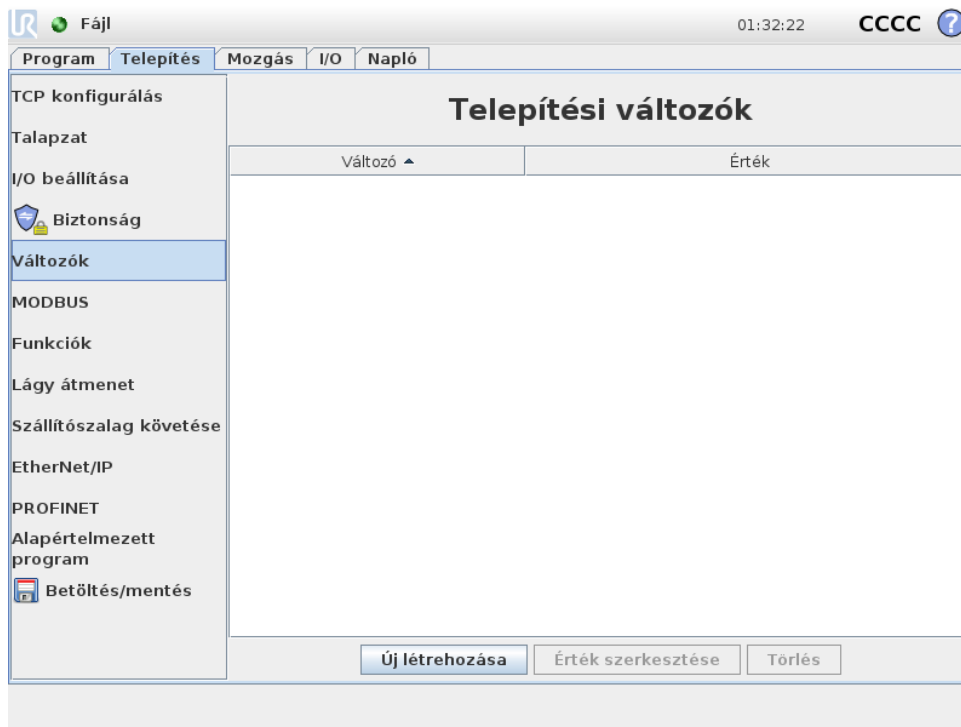 UR Fájl 01:32:22 CCCC ?
Program Telepítés Mozgás I/O Napló
TCP konfigurálás
Talapzat
I/O beállítása
Biztonság
Változók
MODBUS
Funkciók
Lágy átmenet
Szállítószalag követése
EtherNet/IP
PROFINET
Alapértelmezett
program
Betöltés/mentés
Telepítési változók
Változó Érték
Új létrehozása Érték szerkesztése Törlés